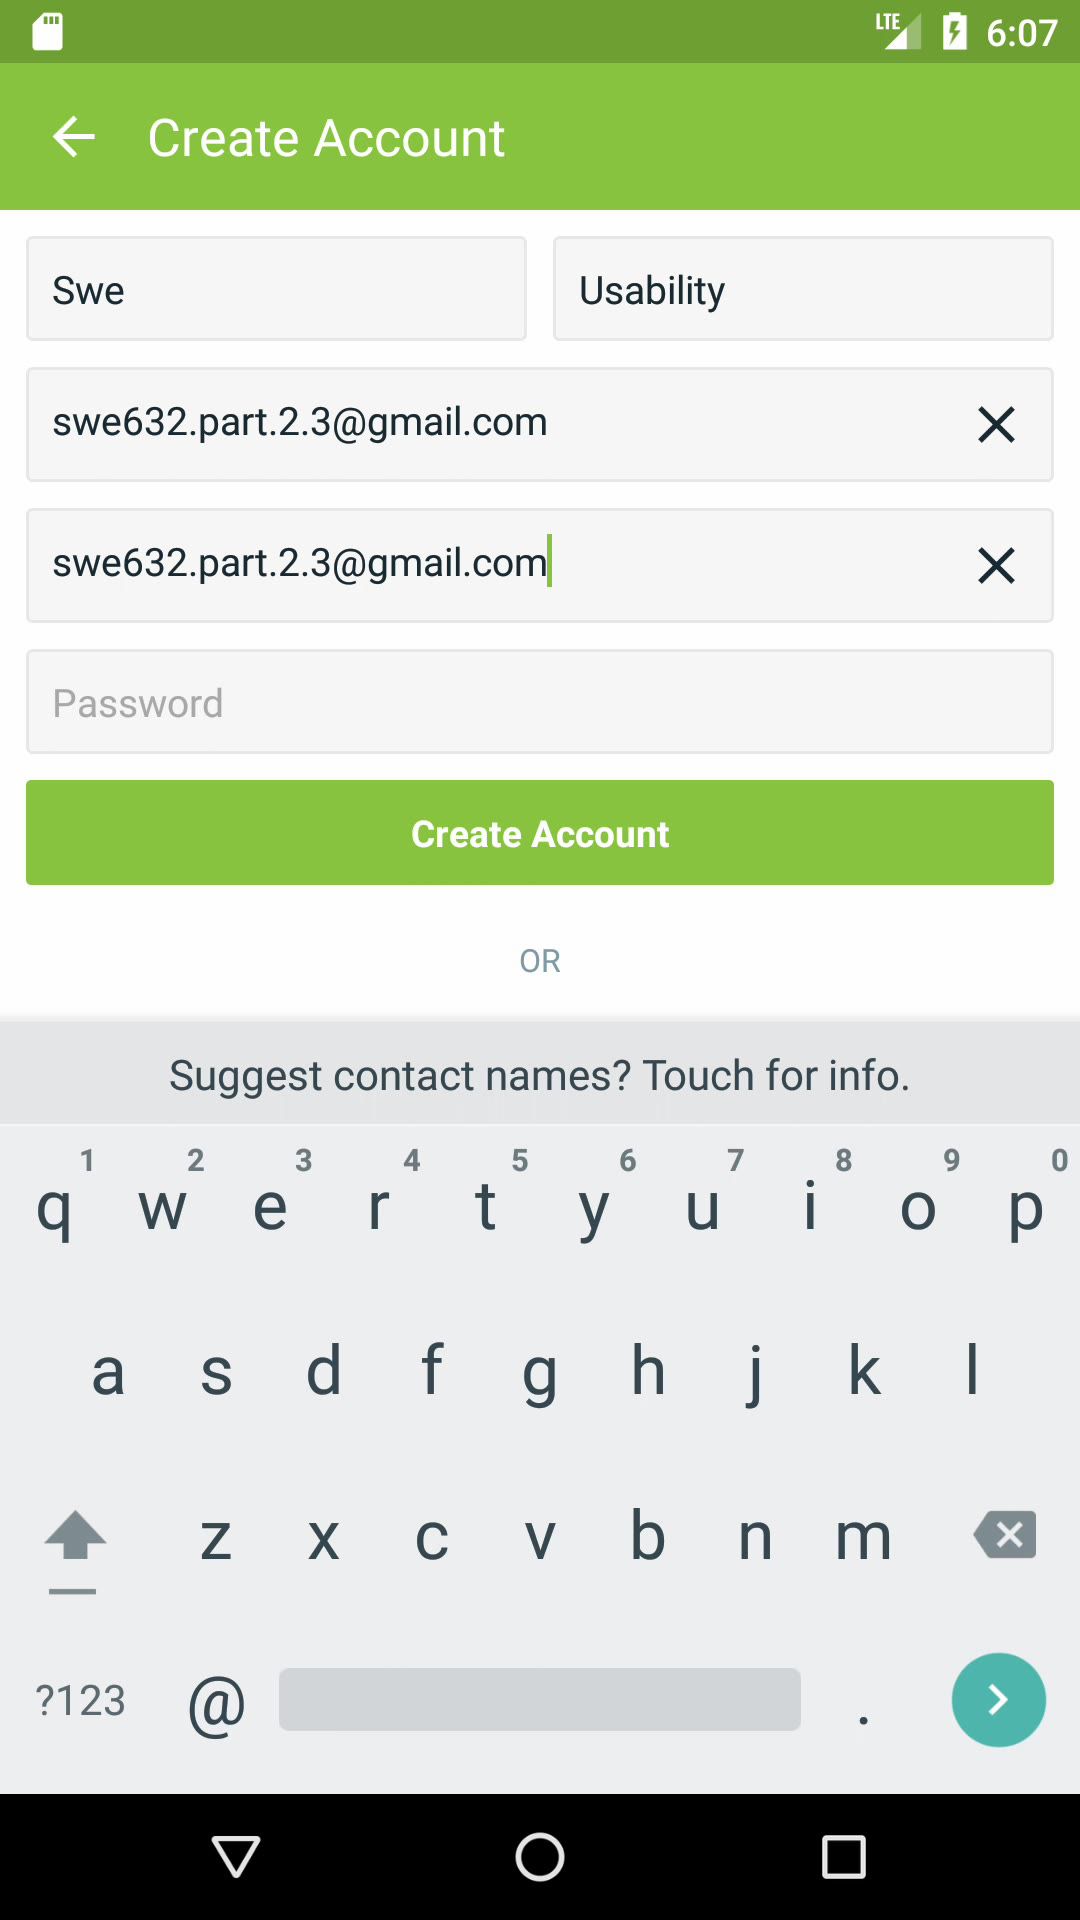 LTE 6:07
Create Account
Swe Usability
swe632.part.2.3@gmail.com
swe632.part.2.3@gmail.com
Password
Create Account
OR
Suggest contact names? Touch for info.
1 2 3 4 5 6 7 8 9 0
q w e r t y u i o p
a s d f g h j k l
z x c v b n m
?123 @ .